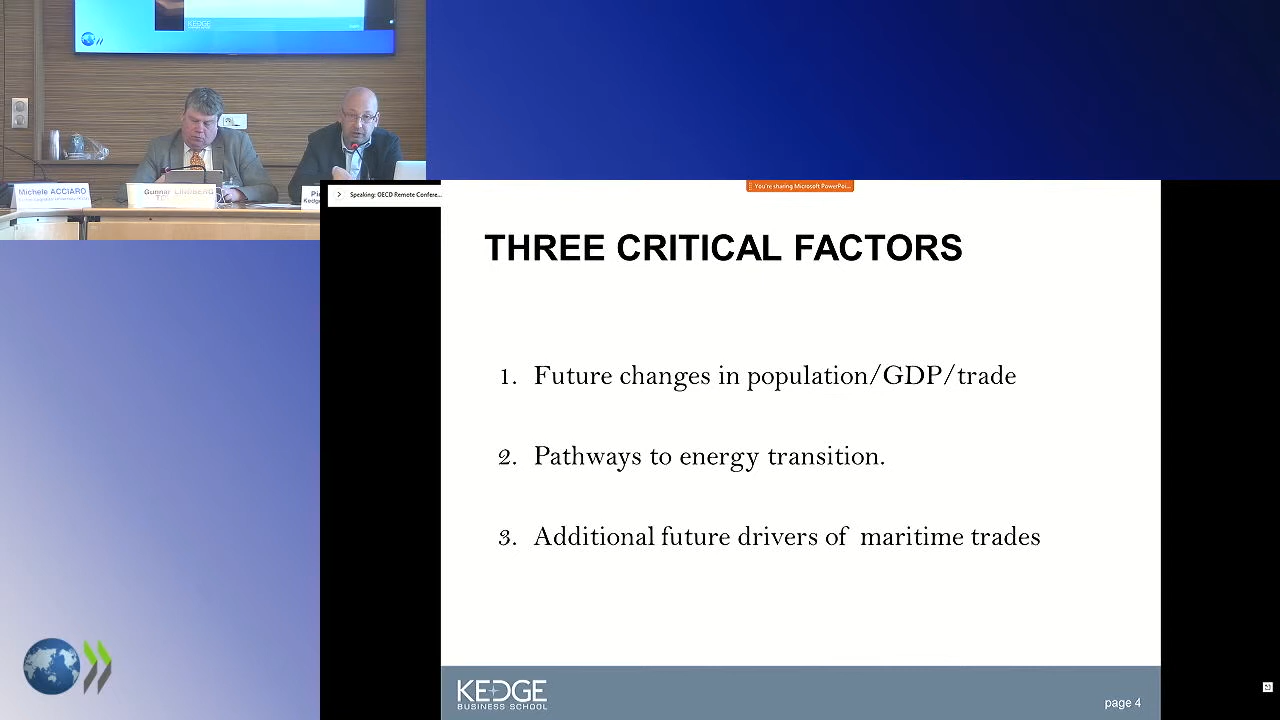 KEDGE
Michele ACCIARO
Gunnar
Speaking: OECD Remote Confere...
You're sharing Microsoft PowerPoi...
THREE CRITICAL FACTORS
1. Future changes in population/GDP/trade
2. Pathways to energy transition.
3. Additional future drivers of maritime trades
KEDGE
BUSINESS SCHOOL
page 4